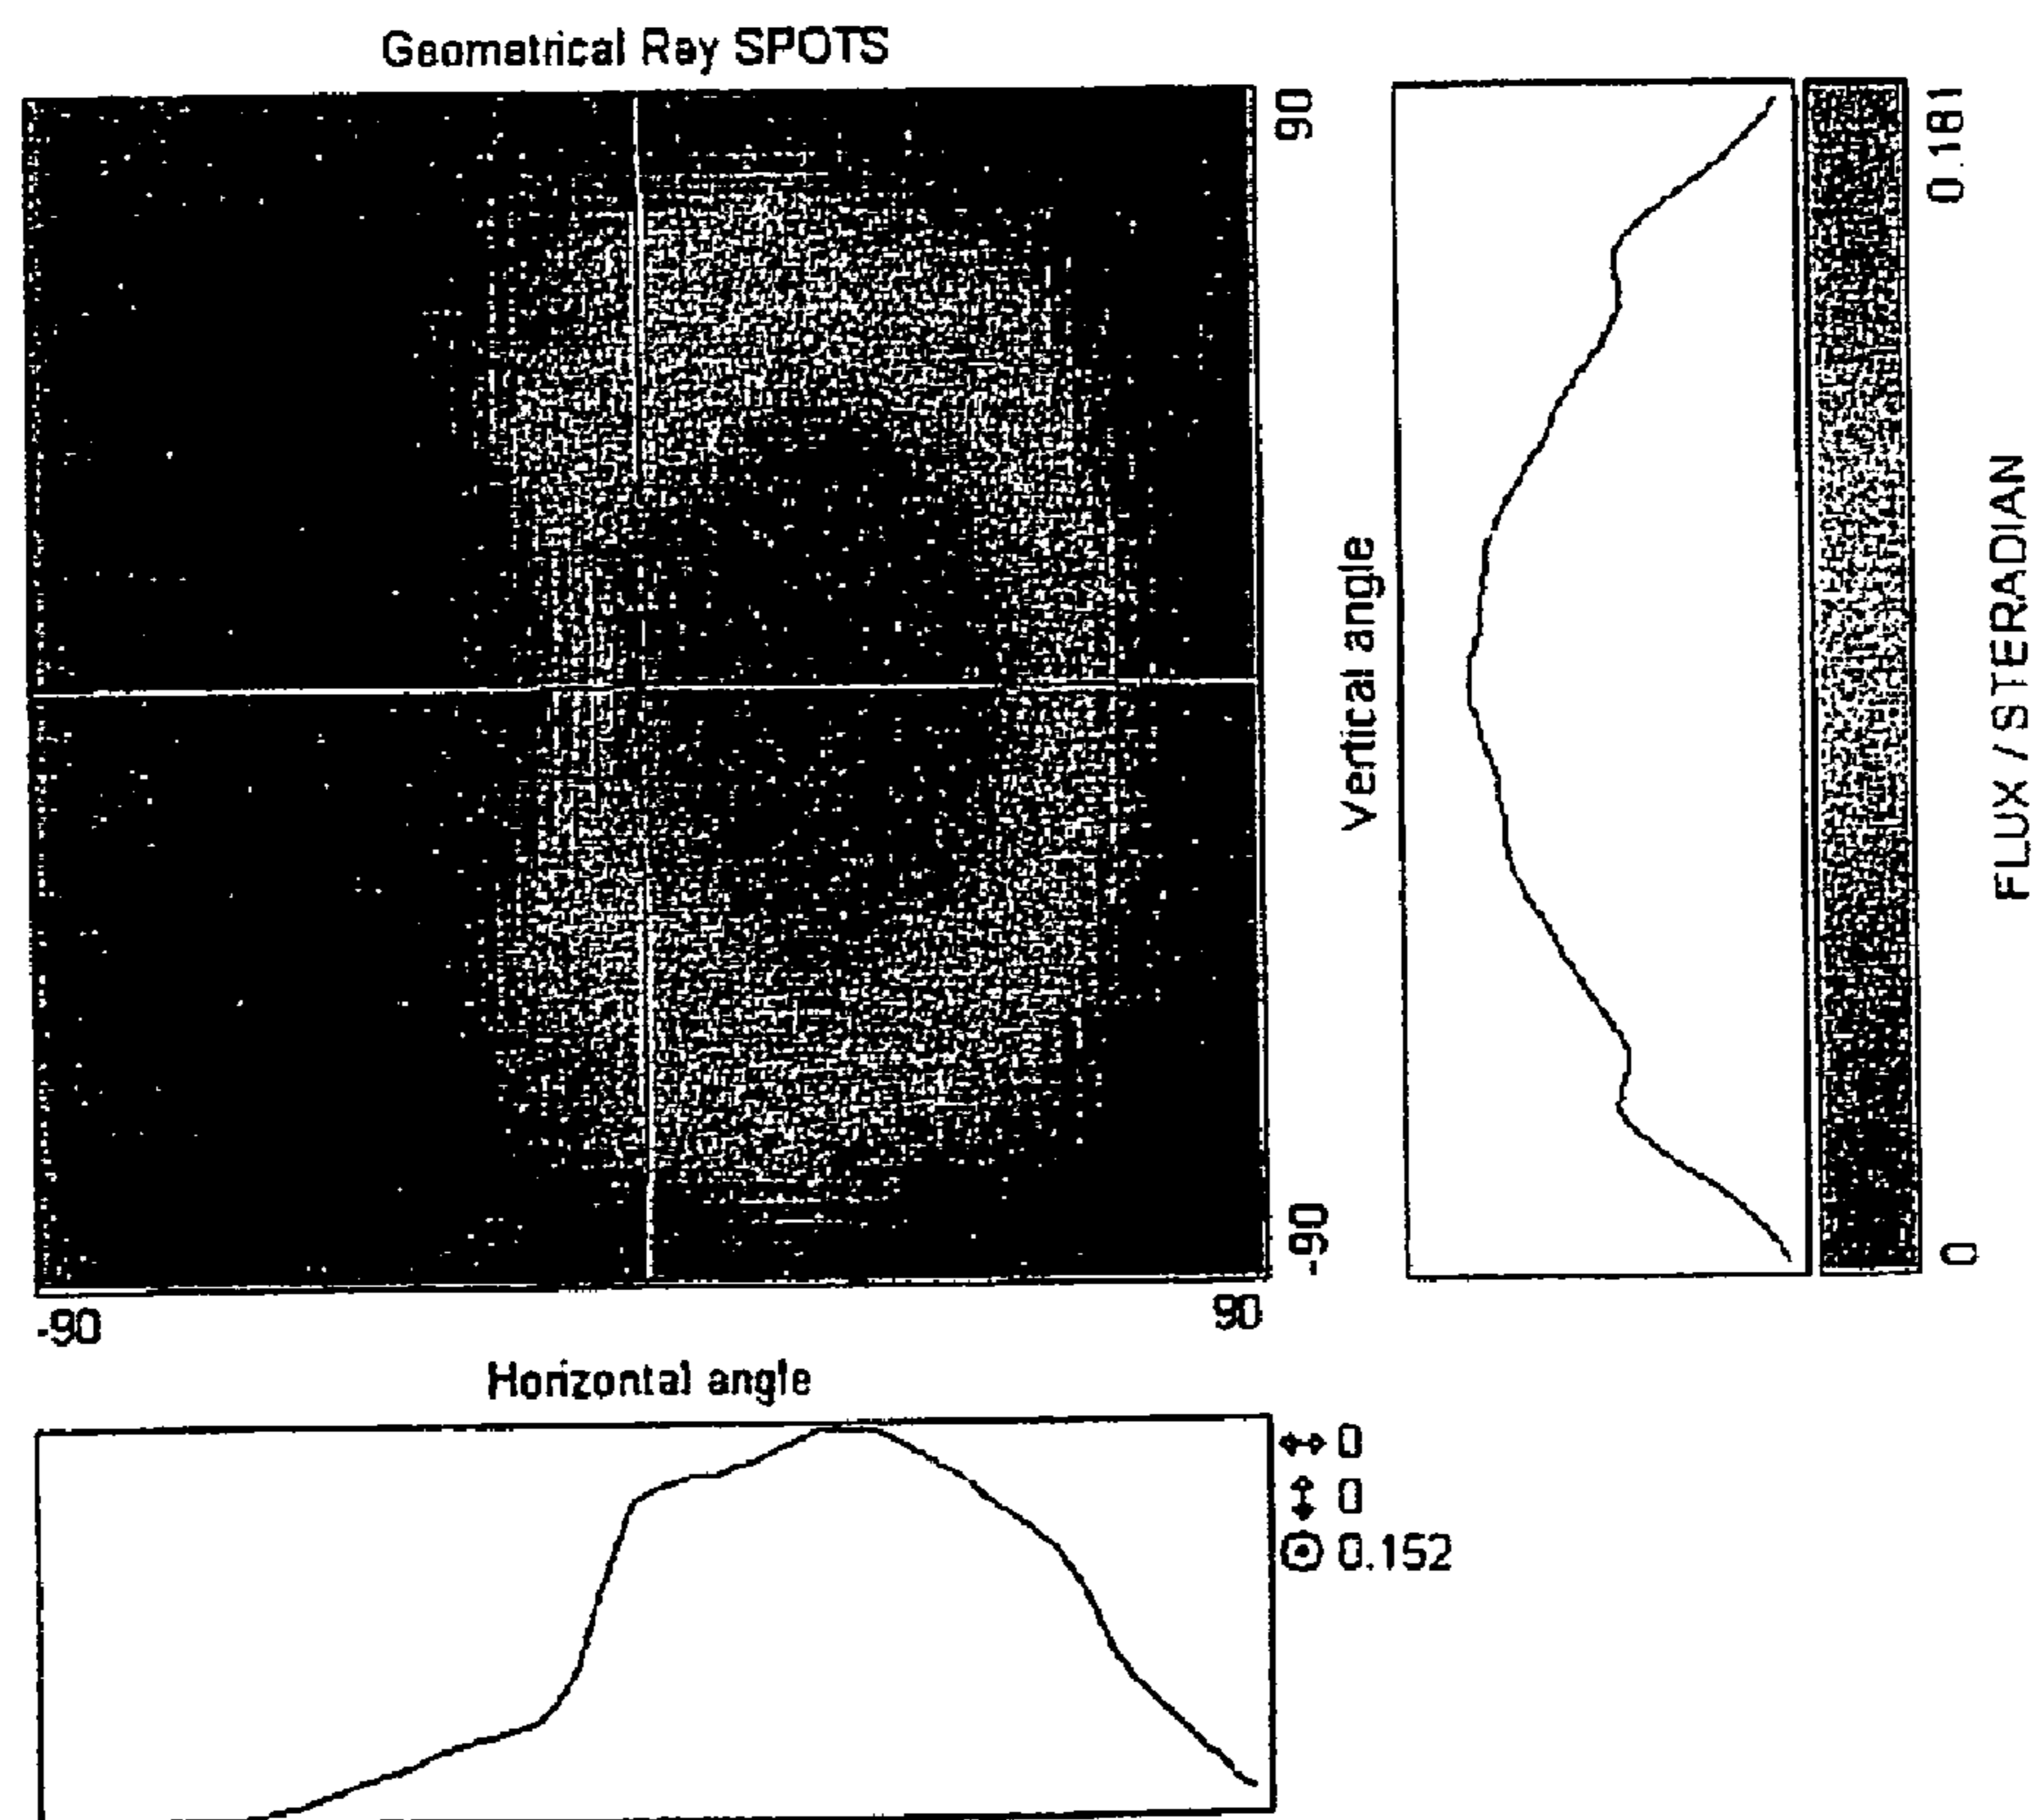 Geometrical Ray SPOTS
90
-90
Vertical angle
0.181
0
FLUX / STERADIAN
-90
90
Horizontal angle
0
0
0.152